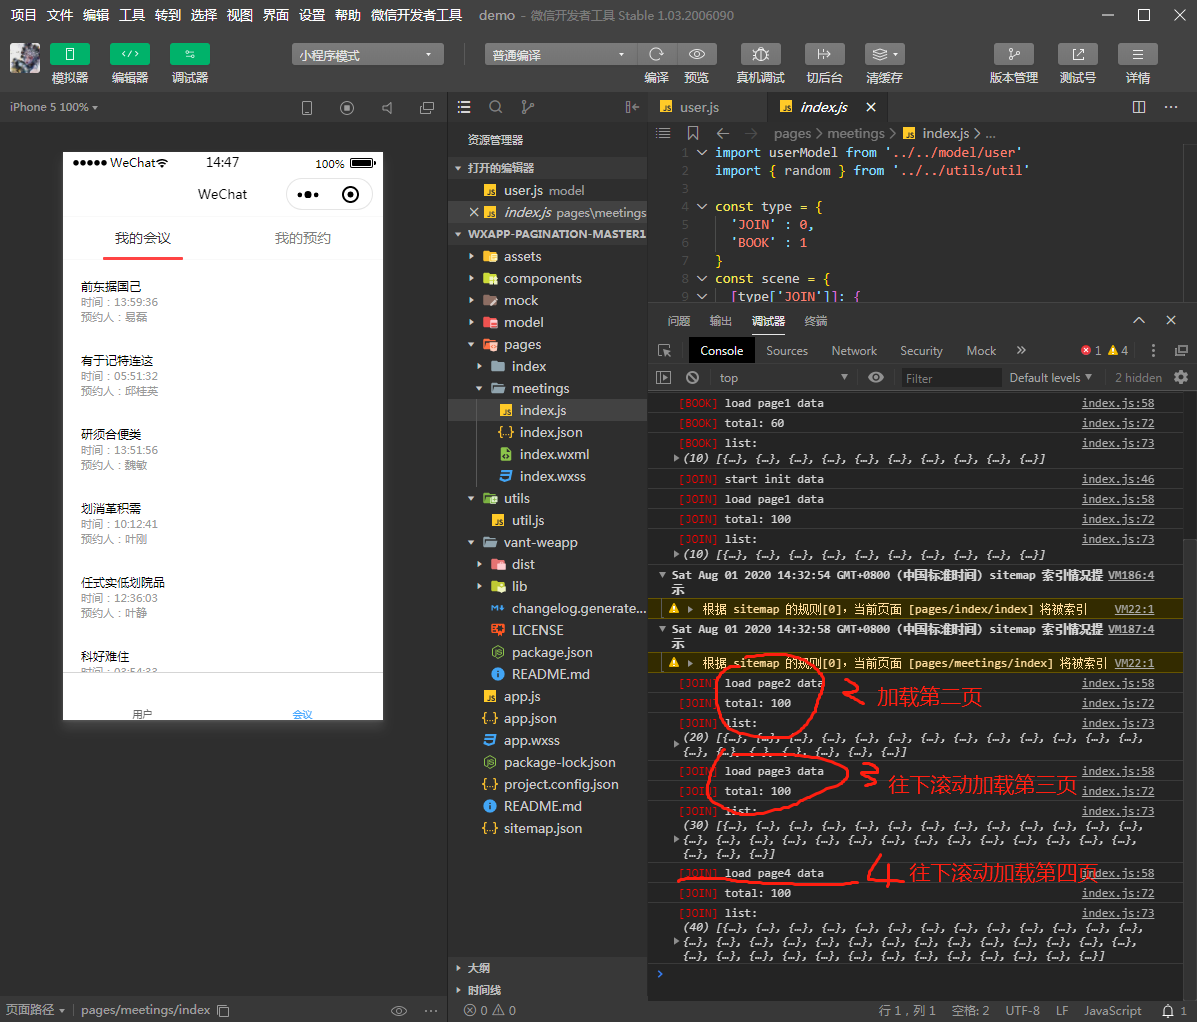 项目 文件 编辑 工具 转到 选择 视图 界面 设置 帮助 微信开发者工具 demo - 微信开发者工具 Stable 1.03.2006090
小程序模式 普通编译
模拟器 编辑器 调试器 编译 预览 真机调试 切后台 清缓存 版本管理 测试号 详情
iPhone 5 100%
WeChat 14:47 100%
WeChat
我的会议 我的预约
前东据国己
时间：13:59:36
预约人：易磊
有于记特连这
时间：05:51:32
预约人：邱桂英
研须合便类
时间：13:51:56
预约人：魏敏
划消革积需
时间：10:12:41
预约人：叶刚
任式实低划院品
时间：12:36:03
预约人：叶静
科好难住
时间：03:54:33
用户 会议
页面路径 pages/meetings/index
资源管理器
打开的编辑器
user.js model
index.js pages\meetings
WXAPP-PAGINATION-MASTER1
assets
components
mock
model
pages
index
meetings
index.js
index.json
index.wxml
index.wxss
utils
util.js
vant-weapp
dist
lib
changelog.generate...
LICENSE
package.json
README.md
app.js
app.json
app.wxss
package-lock.json
project.config.json
README.md
sitemap.json
大纲
时间线
0 0
user.js index.js
pages > meetings > index.js > ...
1 import userModel from '../../model/user'
2 import { random } from '../../utils/util'
3
4 const type = {
5 'JOIN' : 0,
6 'BOOK' : 1
7 }
8 const scene = {
9 [type['JOIN']]: {
问题 输出 调试器 终端
Console Sources Network Security Mock » 1 4
top Filter Default levels 2 hidden
[BOOK] load page1 data index.js:58
[BOOK] total: 60 index.js:72
[BOOK] list: index.js:73
(10) [{…}, {…}, {…}, {…}, {…}, {…}, {…}, {…}, {…}, {…}]
[JOIN] start init data index.js:46
[JOIN] load page1 data index.js:58
[JOIN] total: 100 index.js:72
[JOIN] list: index.js:73
(10) [{…}, {…}, {…}, {…}, {…}, {…}, {…}, {…}, {…}, {…}]
Sat Aug 01 2020 14:32:54 GMT+0800 (中国标准时间) sitemap 索引情况提示 VM186:4
根据 sitemap 的规则[0]，当前页面 [pages/index/index] 将被索引 VM22:1
Sat Aug 01 2020 14:32:58 GMT+0800 (中国标准时间) sitemap 索引情况提示 VM187:4
根据 sitemap 的规则[0]，当前页面 [pages/meetings/index] 将被索引 VM22:1
[JOIN] load page2 data index.js:58
2 加载第二页
[JOIN] total: 100 index.js:72
[JOIN] list: index.js:73
(20) [{…}, {…}, {…}, {…}, {…}, {…}, {…}, {…}, {…}, {…}, {…}, {…}, {…},
{…}, {…}, {…}, {…}, {…}, {…}, {…}]
[JOIN] load page3 data index.js:58
3 往下滚动加载第三页
[JOIN] total: 100 index.js:72
[JOIN] list: index.js:73
(30) [{…}, {…}, {…}, {…}, {…}, {…}, {…}, {…}, {…}, {…}, {…}, {…}, {…},
{…}, {…}, {…}, {…}, {…}, {…}, {…}, {…}, {…}, {…}, {…}, {…}, {…}, {…},
{…}, {…}, {…}]
[JOIN] load page4 data index.js:58
4 往下滚动加载第四页
[JOIN] total: 100 index.js:72
[JOIN] list: index.js:73
(40) [{…}, {…}, {…}, {…}, {…}, {…}, {…}, {…}, {…}, {…}, {…}, {…}, {…},
{…}, {…}, {…}, {…}, {…}, {…}, {…}, {…}, {…}, {…}, {…}, {…}, {…}, {…},
{…}, {…}, {…}, {…}, {…}, {…}, {…}, {…}, {…}, {…}, {…}, {…}, {…}]
行 1，列 1 空格: 2 UTF-8 LF JavaScript 1